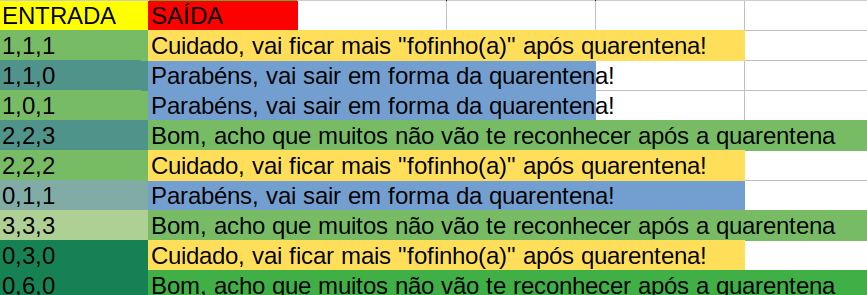 ENTRADA SAÍDA
1,1,1 Cuidado, vai ficar mais "fofinho(a)" após quarentena!
1,1,0 Parabéns, vai sair em forma da quarentena!
1,0,1 Parabéns, vai sair em forma da quarentena!
2,2,3 Bom, acho que muitos não vão te reconhecer após a quarentena
2,2,2 Cuidado, vai ficar mais "fofinho(a)" após quarentena!
0,1,1 Parabéns, vai sair em forma da quarentena!
3,3,3 Bom, acho que muitos não vão te reconhecer após a quarentena
0,3,0 Cuidado, vai ficar mais "fofinho(a)" após quarentena!
0,6,0 Bom, acho que muitos não vão te reconhecer após a quarentena